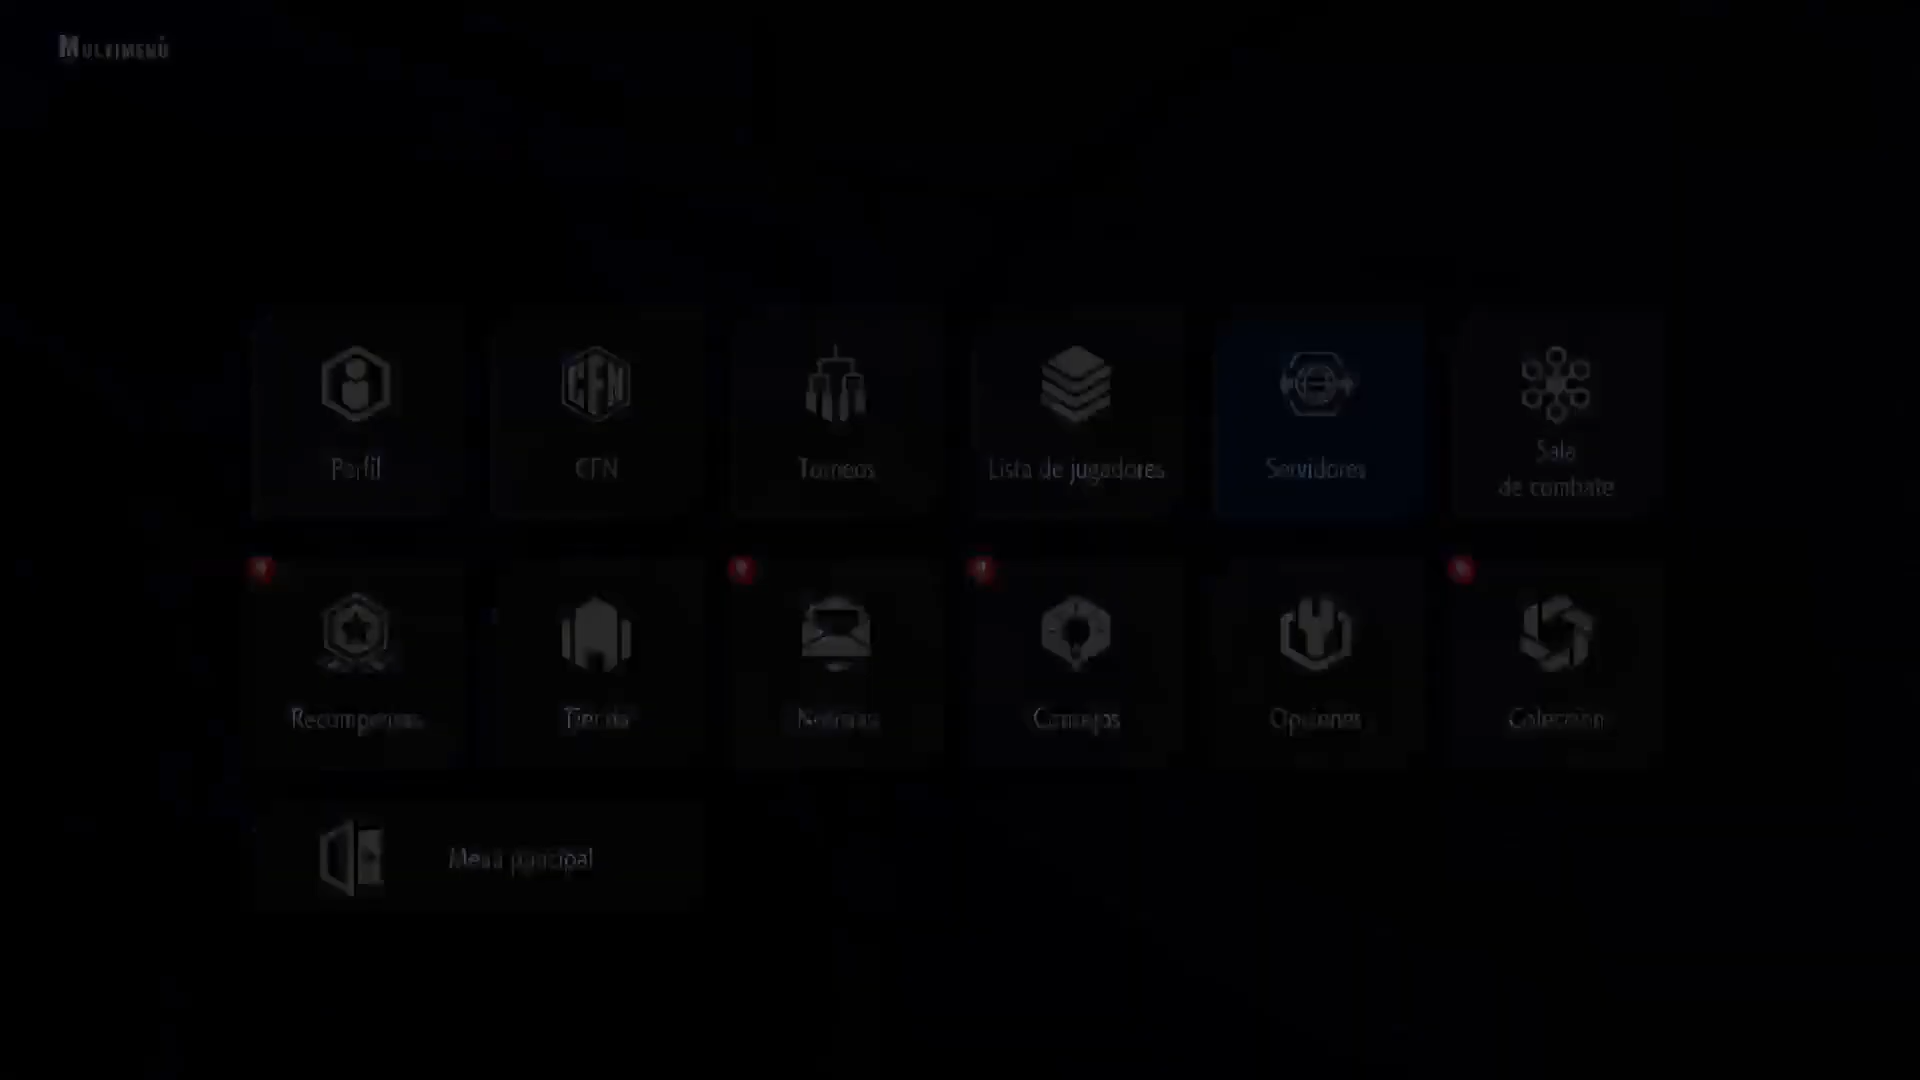 Multimenú
Perfil
CFN
Torneos
Lista de jugadores
Servidores
Sala
de combate
Recompensas
Tienda
Noticias
Consejos
Opciones
Colección
Menú principal